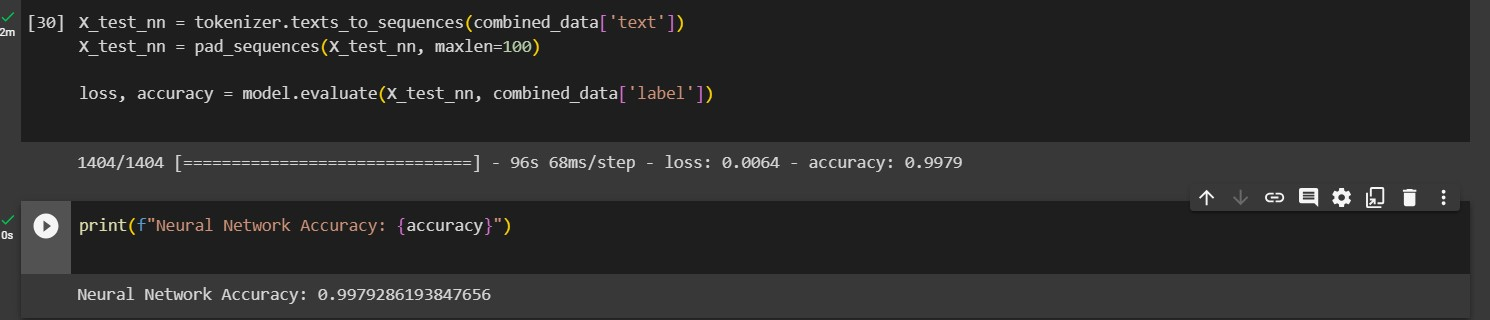 [30] X_test_nn = tokenizer.texts_to_sequences(combined_data['text'])
X_test_nn = pad_sequences(X_test_nn, maxlen=100)
loss, accuracy = model.evaluate(X_test_nn, combined_data['label'])
2m
1404/1404 [==============================] - 96s 68ms/step - loss: 0.0064 - accuracy: 0.9979
print(f"Neural Network Accuracy: {accuracy}")
0s
Neural Network Accuracy: 0.9979286193847656